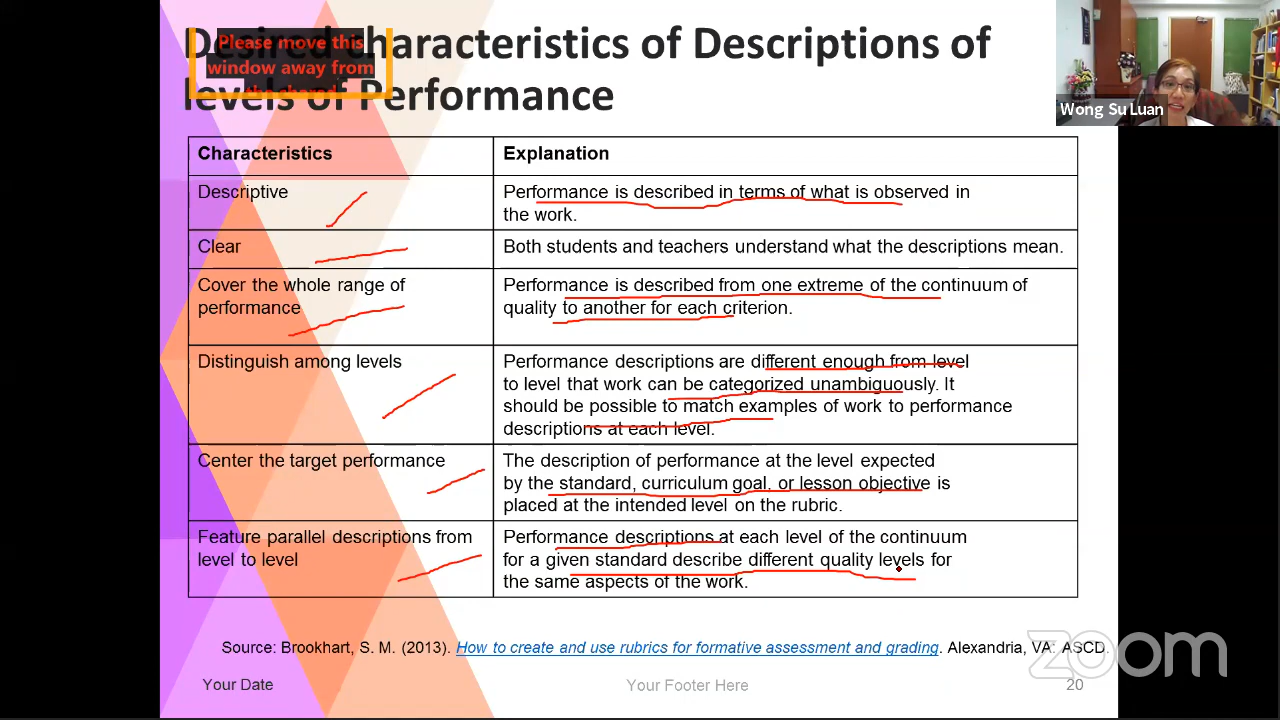 Desired characteristics of Descriptions of
levels of Performance
Please move this
window away from
Wong Su Luan
Characteristics
Explanation
Descriptive
Performance is described in terms of what is observed in
the work.
Clear
Both students and teachers understand what the descriptions mean.
Cover the whole range of
performance
Performance is described from one extreme of the continuum of
quality to another for each criterion.
Distinguish among levels
Performance descriptions are different enough from level
to level that work can be categorized unambiguously. It
should be possible to match examples of work to performance
descriptions at each level.
Center the target performance
The description of performance at the level expected
by the standard, curriculum goal, or lesson objective is
placed at the intended level on the rubric.
Feature parallel descriptions from
level to level
Performance descriptions at each level of the continuum
for a given standard describe different quality levels for
the same aspects of the work.
Source: Brookhart, S. M. (2013). How to create and use rubrics for formative assessment and grading. Alexandria, VA: ASCD.
zoom
Your Date
Your Footer Here
20